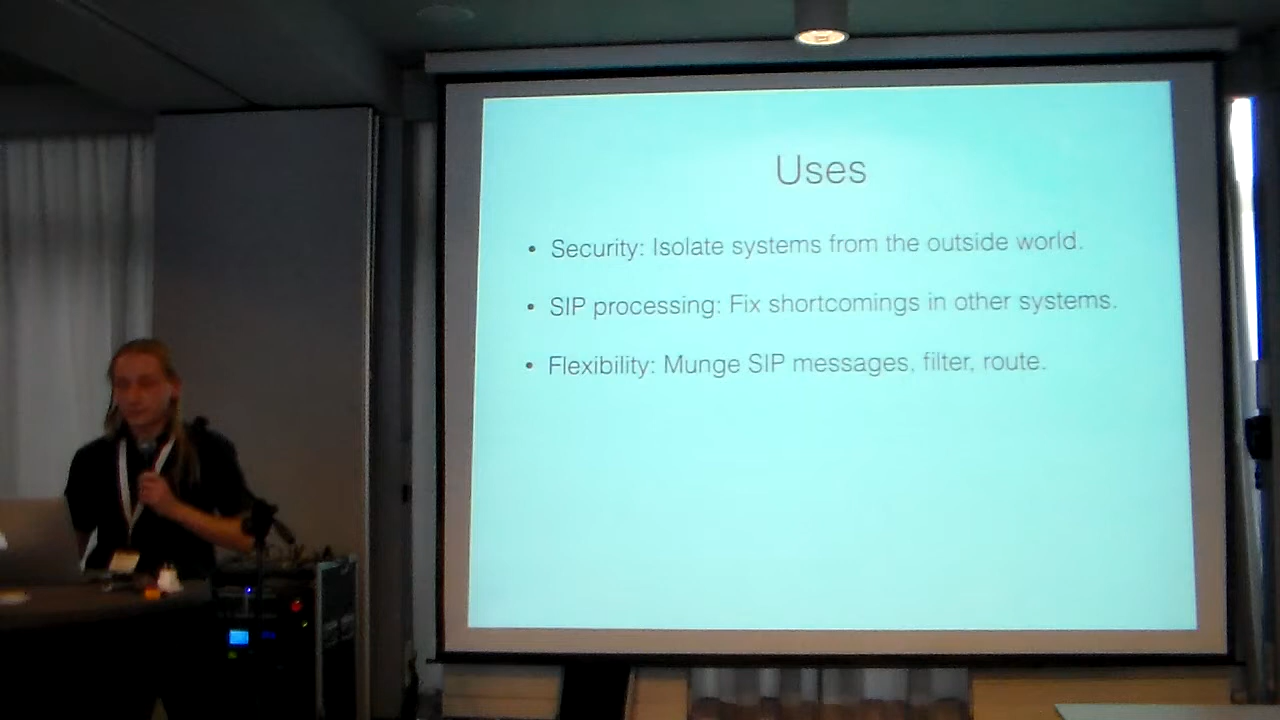 Uses
• Security: Isolate systems from the outside world.
• SIP processing: Fix shortcomings in other systems.
• Flexibility: Munge SIP messages, filter, route.